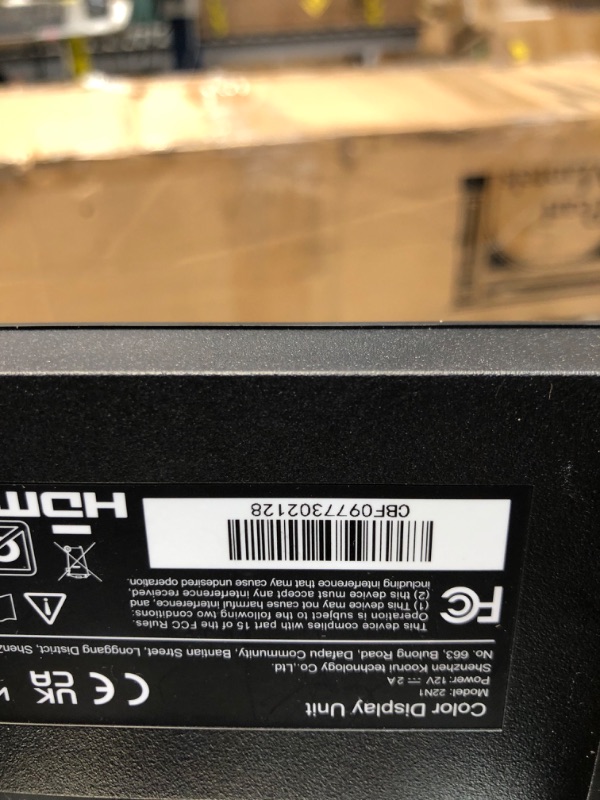 Color Display Unit
Model: 22N1
Power: 12V ⎓ 2A
Shenzhen Koorui technology Co., Ltd.
No. 663, Bulong Road, Dafapu Community, Bantian Street, Longgang District, Shenz
CE UK CA
This device complies with part 15 of the FCC Rules.
Operation is subject to the following two conditions:
(1) This device may not cause harmful interference, and
(2) this device must accept any interference received,
including interference that may cause undesired operation.
FC
CBF0977302128
HDM